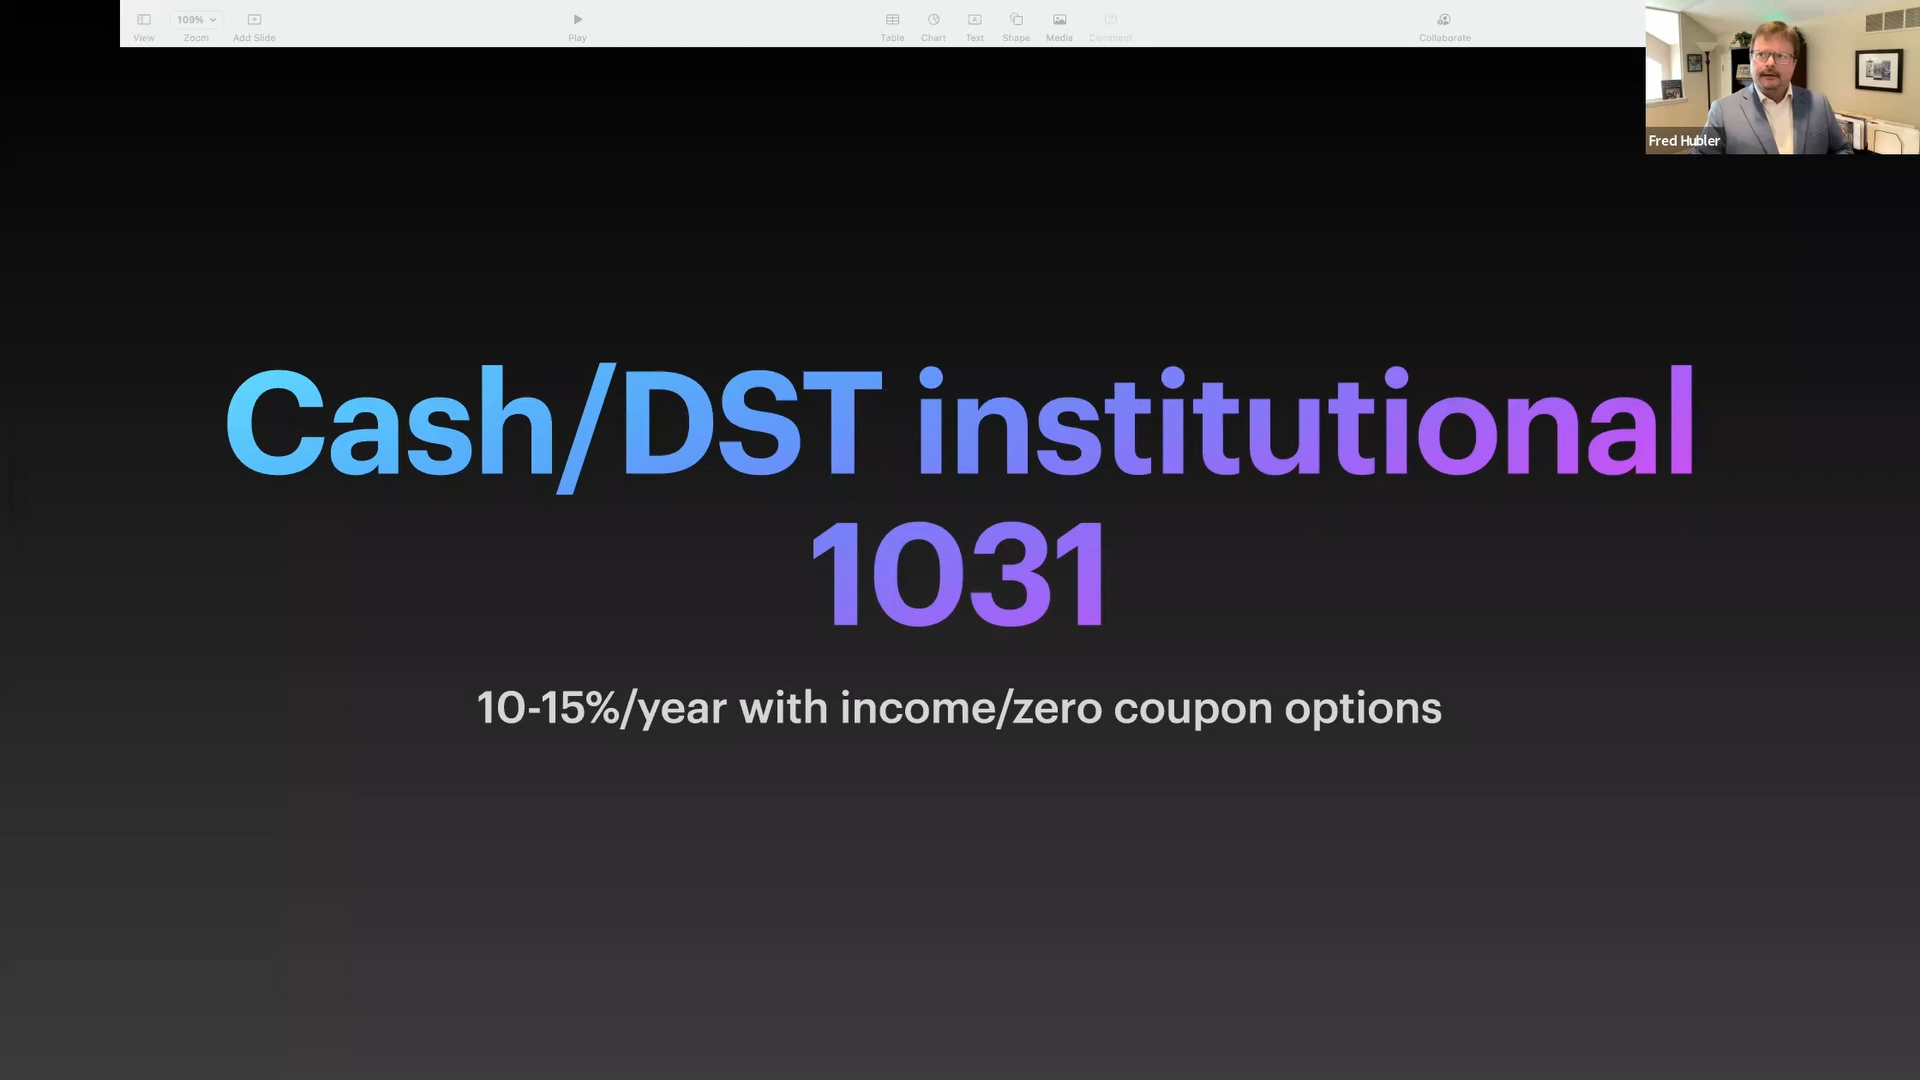 109%
View
Zoom
Add Slide
Play
Table
Chart
Text
Shape
Media
Comment
Collaborate
Fred Hubler
Cash/DST institutional
1031
10-15%/year with income/zero coupon options